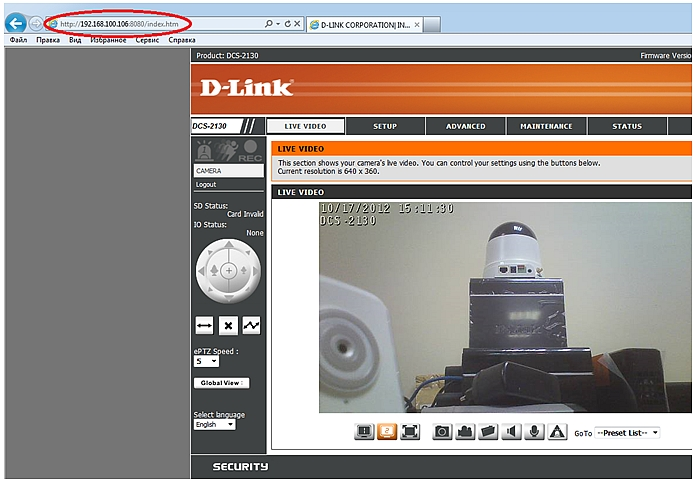 http://192.168.100.106:8080/index.htm
D-LINK CORPORATION| IN...
Файл Правка Вид Избранное Сервис Справка
Product: DCS-2130
Firmware Versio
D-Link
DCS-2130
LIVE VIDEO
SETUP
ADVANCED
MAINTENANCE
STATUS
REC
CAMERA
Logout
SD Status:
Card Invalid
IO Status:
None
ePTZ Speed :
5
Global View :
Select language
English
LIVE VIDEO
This section shows your camera's live video. You can control your settings using the buttons below.
Current resolution is 640 x 360.
LIVE VIDEO
10/17/2012 15:11:30
DCS-2130
1
2
GoTo --Preset List--
SECURITY